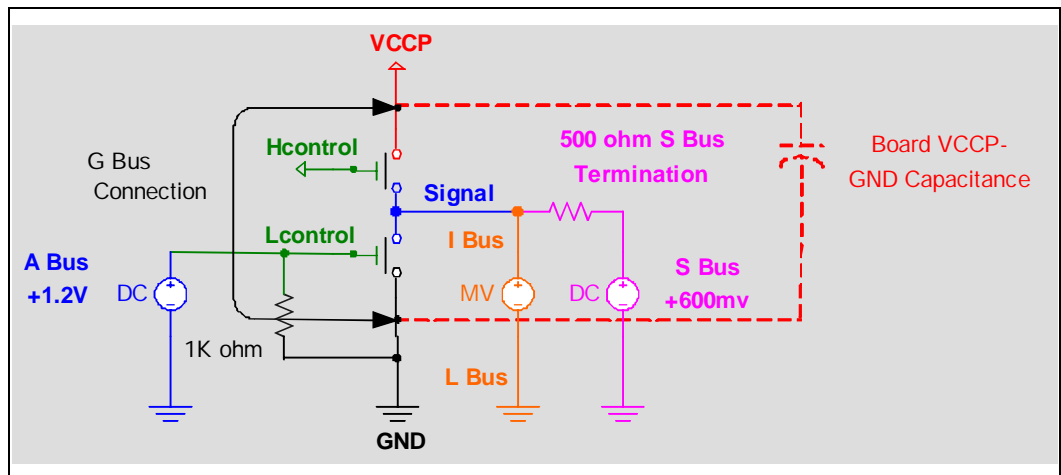 VCCP
Hcontrol
500 ohm S Bus
Termination
Board VCCP-
GND Capacitance
G Bus
Connection
Signal
Lcontrol
I Bus
A Bus
+1.2V
DC
MV
DC
S Bus
+600mv
1K ohm
L Bus
GND